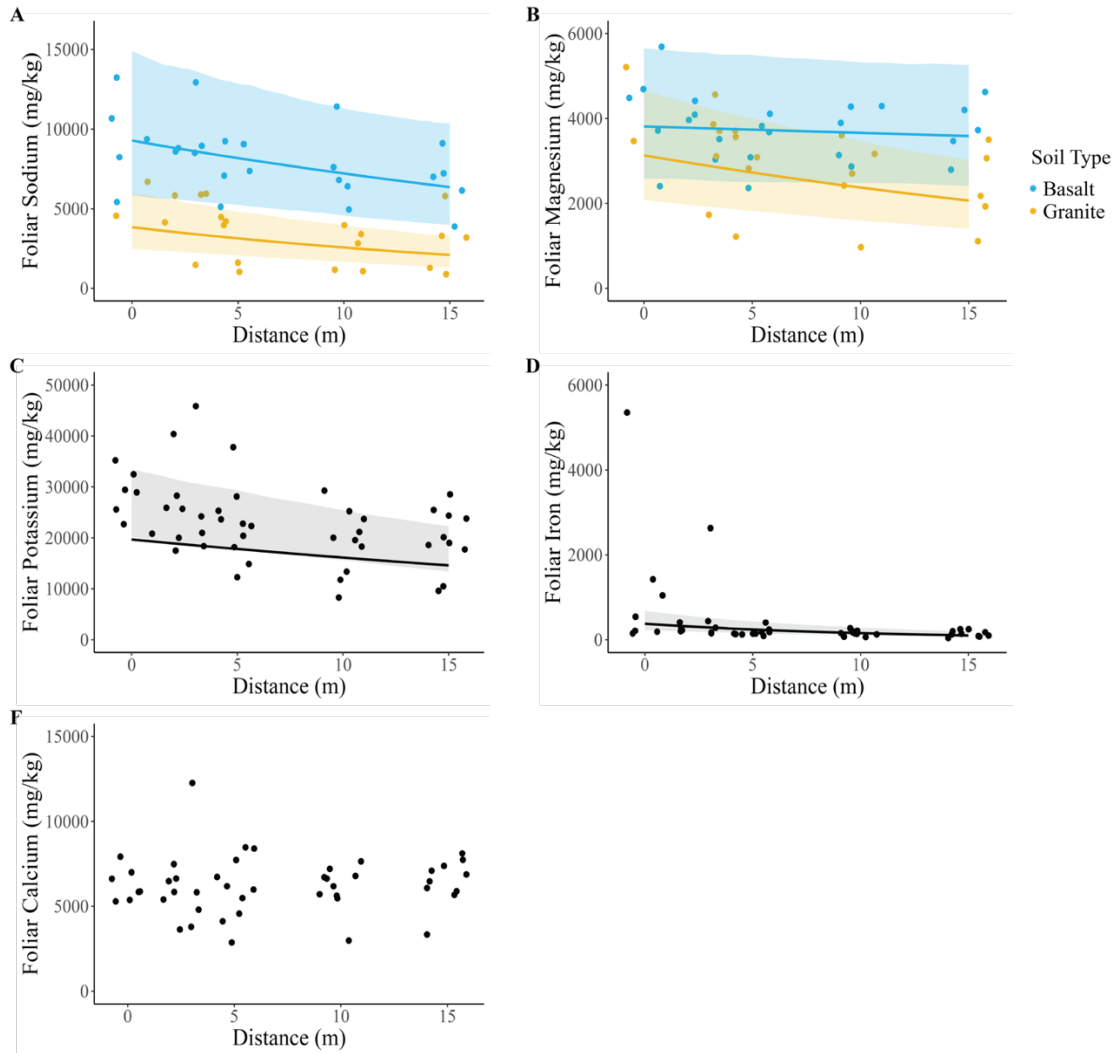 A
Foliar Sodium (mg/kg)
15000
10000
5000
0
0 5 10 15
Distance (m)
B
Foliar Magnesium (mg/kg)
6000
4000
2000
0
0 5 10 15
Distance (m)
Soil Type
Basalt
Granite
C
Foliar Potassium (mg/kg)
50000
40000
30000
20000
10000
0
0 5 10 15
Distance (m)
D
Foliar Iron (mg/kg)
6000
4000
2000
0
0 5 10 15
Distance (m)
F
Foliar Calcium (mg/kg)
15000
10000
5000
0
0 5 10 15
Distance (m)